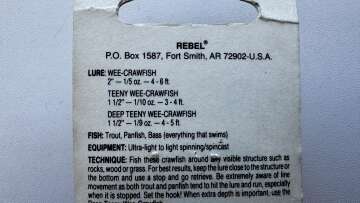 REBEL®
P.O. Box 1587, Fort Smith, AR 72902-U.S.A.
LURE: WEE-CRAWFISH
2" — 1/5 oz. – 4 - 6 ft.
TEENY WEE-CRAWFISH
1 1/2" — 1/10 oz. – 3 - 4 ft.
DEEP TEENY WEE-CRAWFISH
1 1/2" — 1/9 oz. – 4 - 5 ft.
FISH: Trout, Panfish, Bass (everything that swims)
EQUIPMENT: Ultra-light to light spinning/spincast
TECHNIQUE: Fish these crawfish around any visible structure such as
rocks, wood or grass. For best results, keep the lure close to the structure or
the bottom and use a stop and go retrieve. Be extremely aware of line
movement as both trout and panfish tend to hit the lure and run, especially
when it is stopped. Set the hook! When extra depth is important, use the